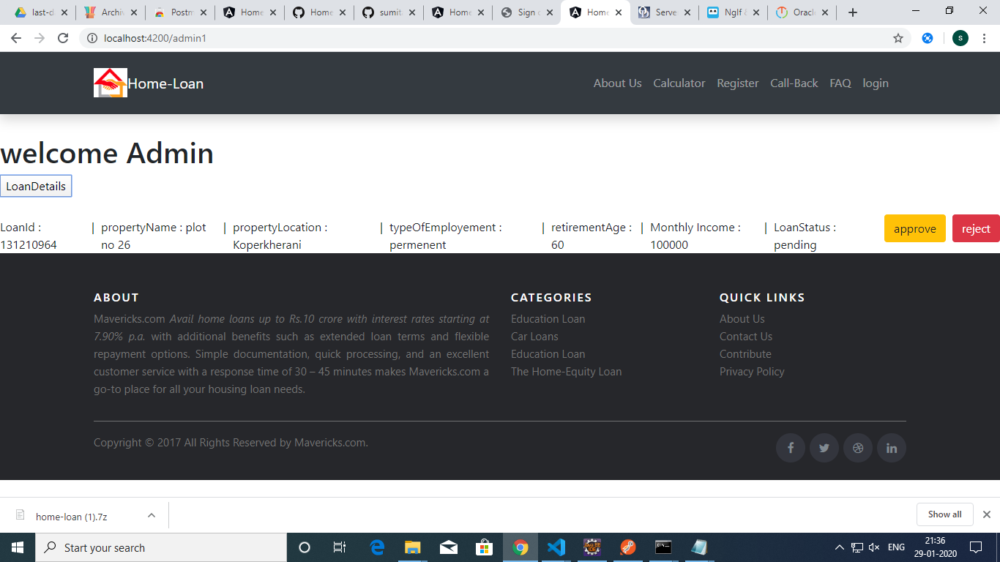 last-d
Archiv
Postm
Home
Home
sumit
Home
Sign o
Home
Serve
NgIf
Oracl
localhost:4200/admin1
s
Home-Loan
About Us Calculator Register Call-Back FAQ login
welcome Admin
LoanDetails
LoanId : | propertyName : plot | propertyLocation : | typeOfEmployement : | retirementAge : | Monthly Income : | LoanStatus : approve reject
131210964 no 26 Koperkherani permenent 60 100000 pending
ABOUT CATEGORIES QUICK LINKS
Mavericks.com Avail home loans up to Rs.10 crore with interest rates starting at
7.90% p.a. with additional benefits such as extended loan terms and flexible
repayment options. Simple documentation, quick processing, and an excellent
customer service with a response time of 30 – 45 minutes makes Mavericks.com a
go-to place for all your housing loan needs.
Education Loan
Car Loans
Education Loan
The Home-Equity Loan
About Us
Contact Us
Contribute
Privacy Policy
Copyright © 2017 All Rights Reserved by Mavericks.com.
home-loan (1).7z
Show all
Start your search
ENG
21:36
29-01-2020